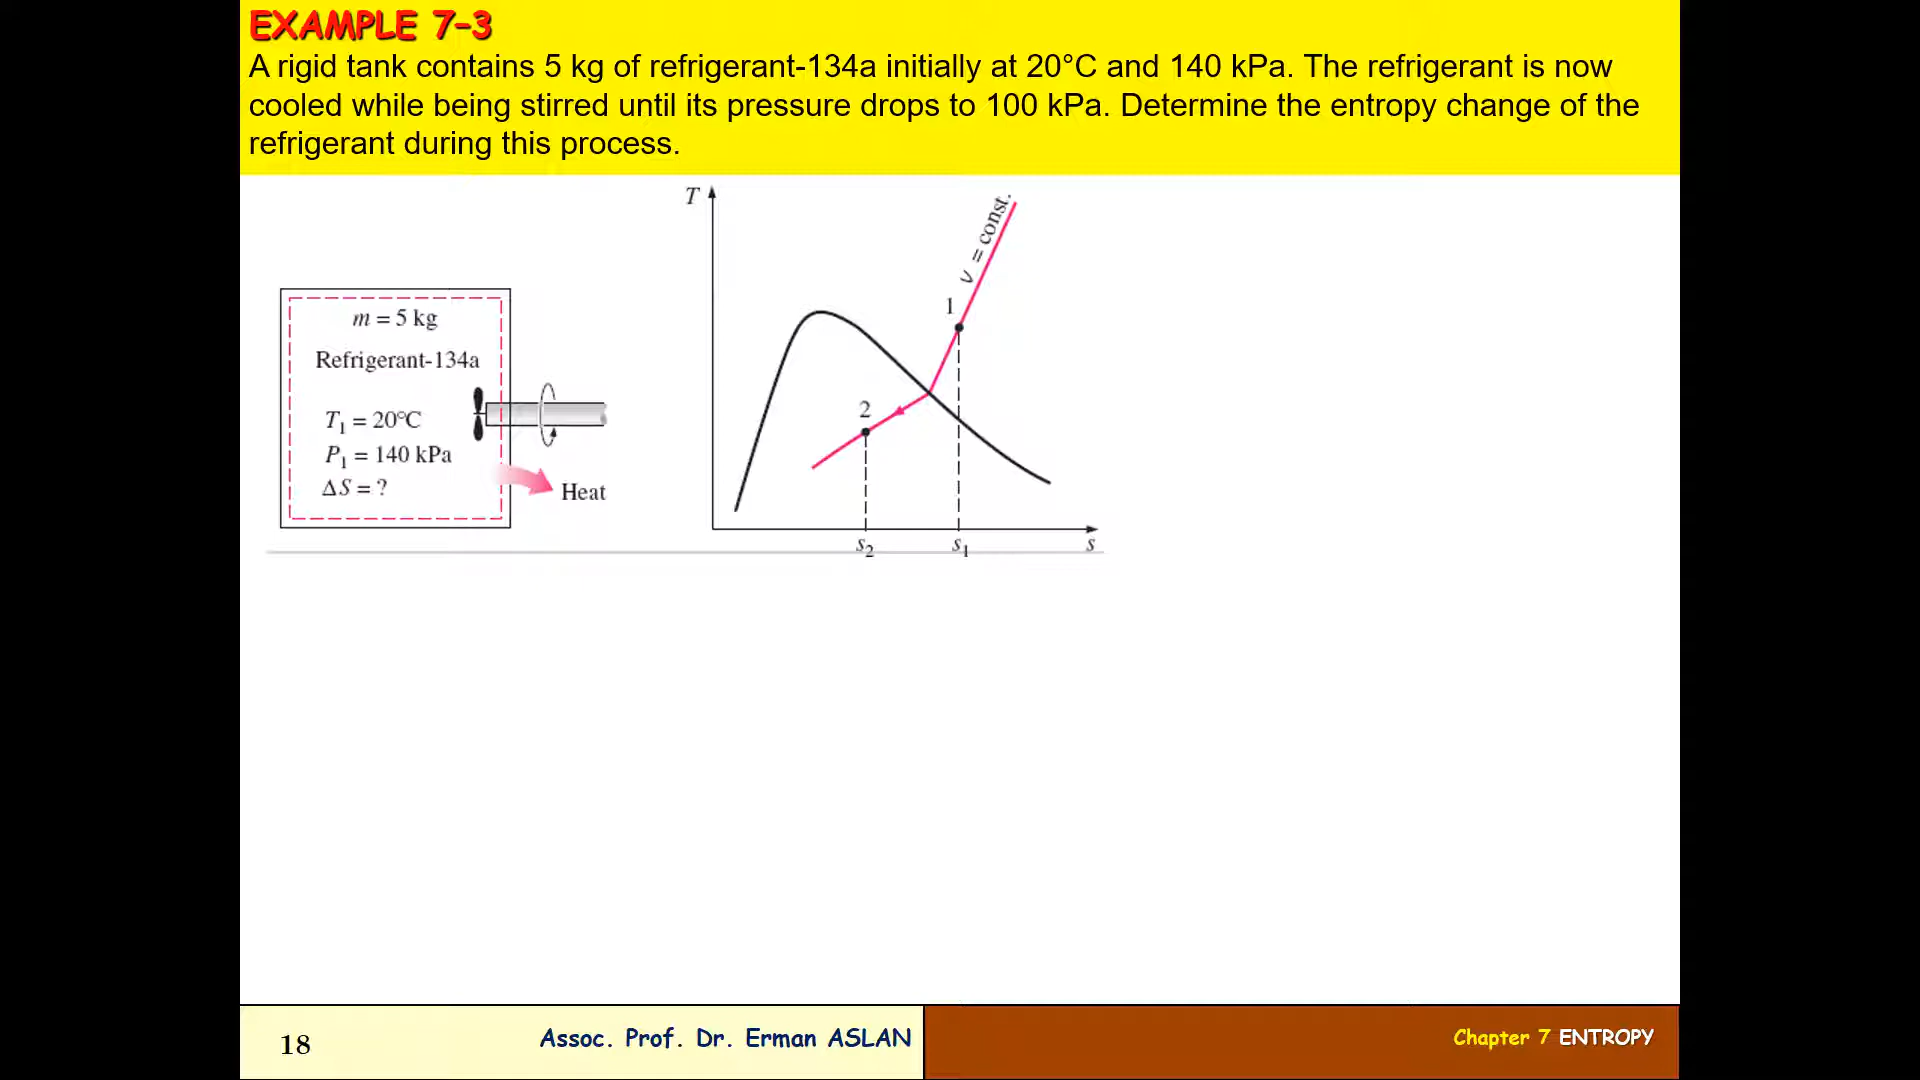 EXAMPLE 7-3
A rigid tank contains 5 kg of refrigerant-134a initially at 20°C and 140 kPa. The refrigerant is now
cooled while being stirred until its pressure drops to 100 kPa. Determine the entropy change of the
refrigerant during this process.
m = 5 kg
Refrigerant-134a
T₁ = 20°C
P₁ = 140 kPa
ΔS = ?
Heat
T
υ = const.
1
2
s₂
s₁
s
18
Assoc. Prof. Dr. Erman ASLAN
Chapter 7 ENTROPY